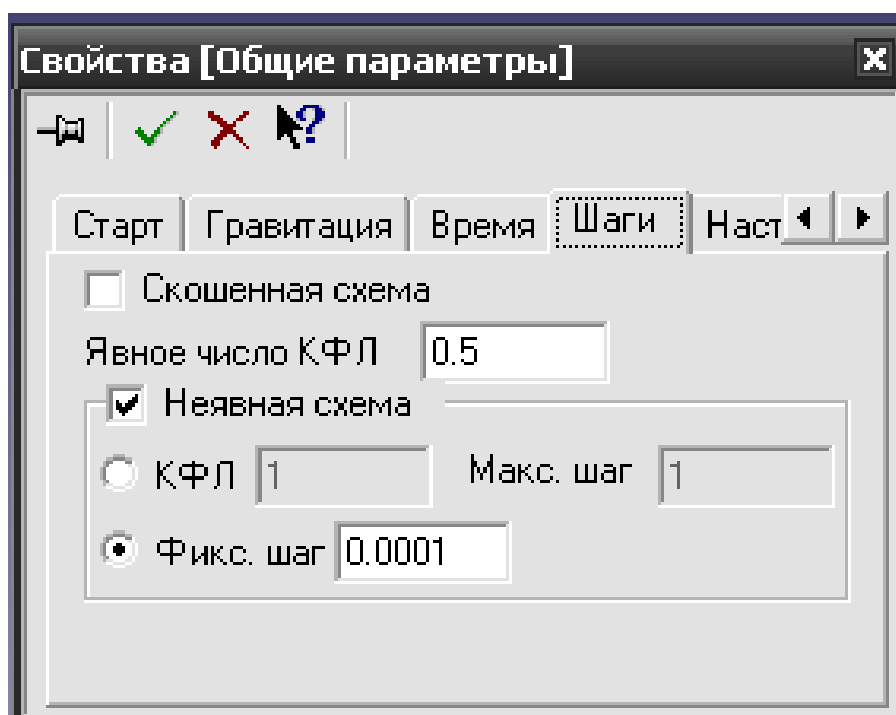 Свойства [Общие параметры]
Старт Гравитация Время Шаги Наст
Скошенная схема
Явное число КФЛ 0.5
Неявная схема
КФЛ 1 Макс. шаг 1
Фикс. шаг 0.0001